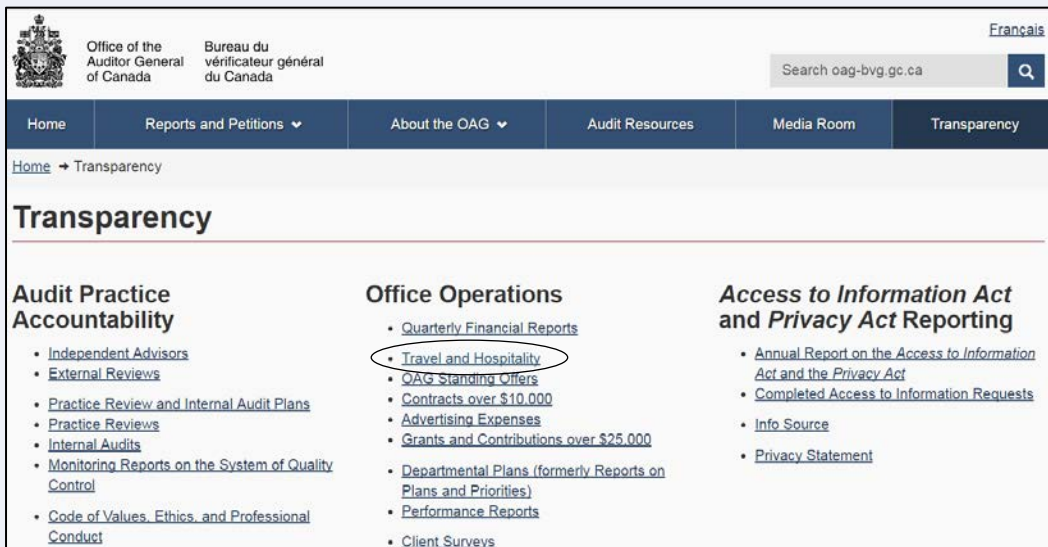 Office of the
Auditor General
of Canada
Bureau du
vérificateur général
du Canada
Français
Search oag-bvg.gc.ca
Home
Reports and Petitions
About the OAG
Audit Resources
Media Room
Transparency
Home → Transparency
Transparency
Audit Practice
Accountability
• Independent Advisors
• External Reviews
• Practice Review and Internal Audit Plans
• Practice Reviews
• Internal Audits
• Monitoring Reports on the System of Quality
Control
• Code of Values, Ethics, and Professional
Conduct
Office Operations
• Quarterly Financial Reports
• Travel and Hospitality
• OAG Standing Offers
• Contracts over $10,000
• Advertising Expenses
• Grants and Contributions over $25,000
• Departmental Plans (formerly Reports on
Plans and Priorities)
• Performance Reports
• Client Surveys
Access to Information Act
and Privacy Act Reporting
• Annual Report on the Access to Information
Act and the Privacy Act
• Completed Access to Information Requests
• Info Source
• Privacy Statement